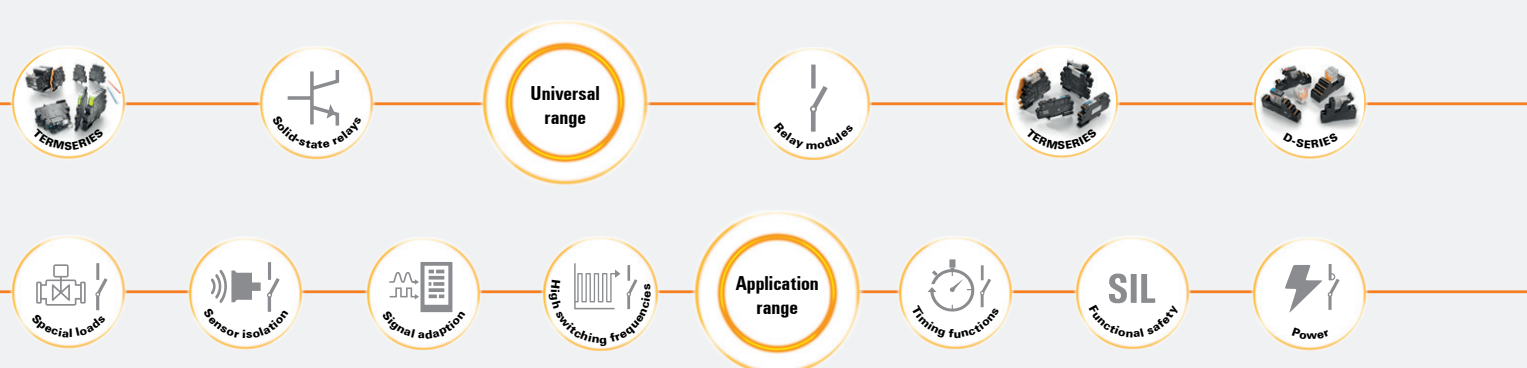 TERMSERIES
Solid-state relays
Universal
range
Relay modules
TERMSERIES
D-SERIES
Special loads
Sensor isolation
Signal adaption
High switching frequencies
Application
range
Timing functions
SIL
Functional safety
Power